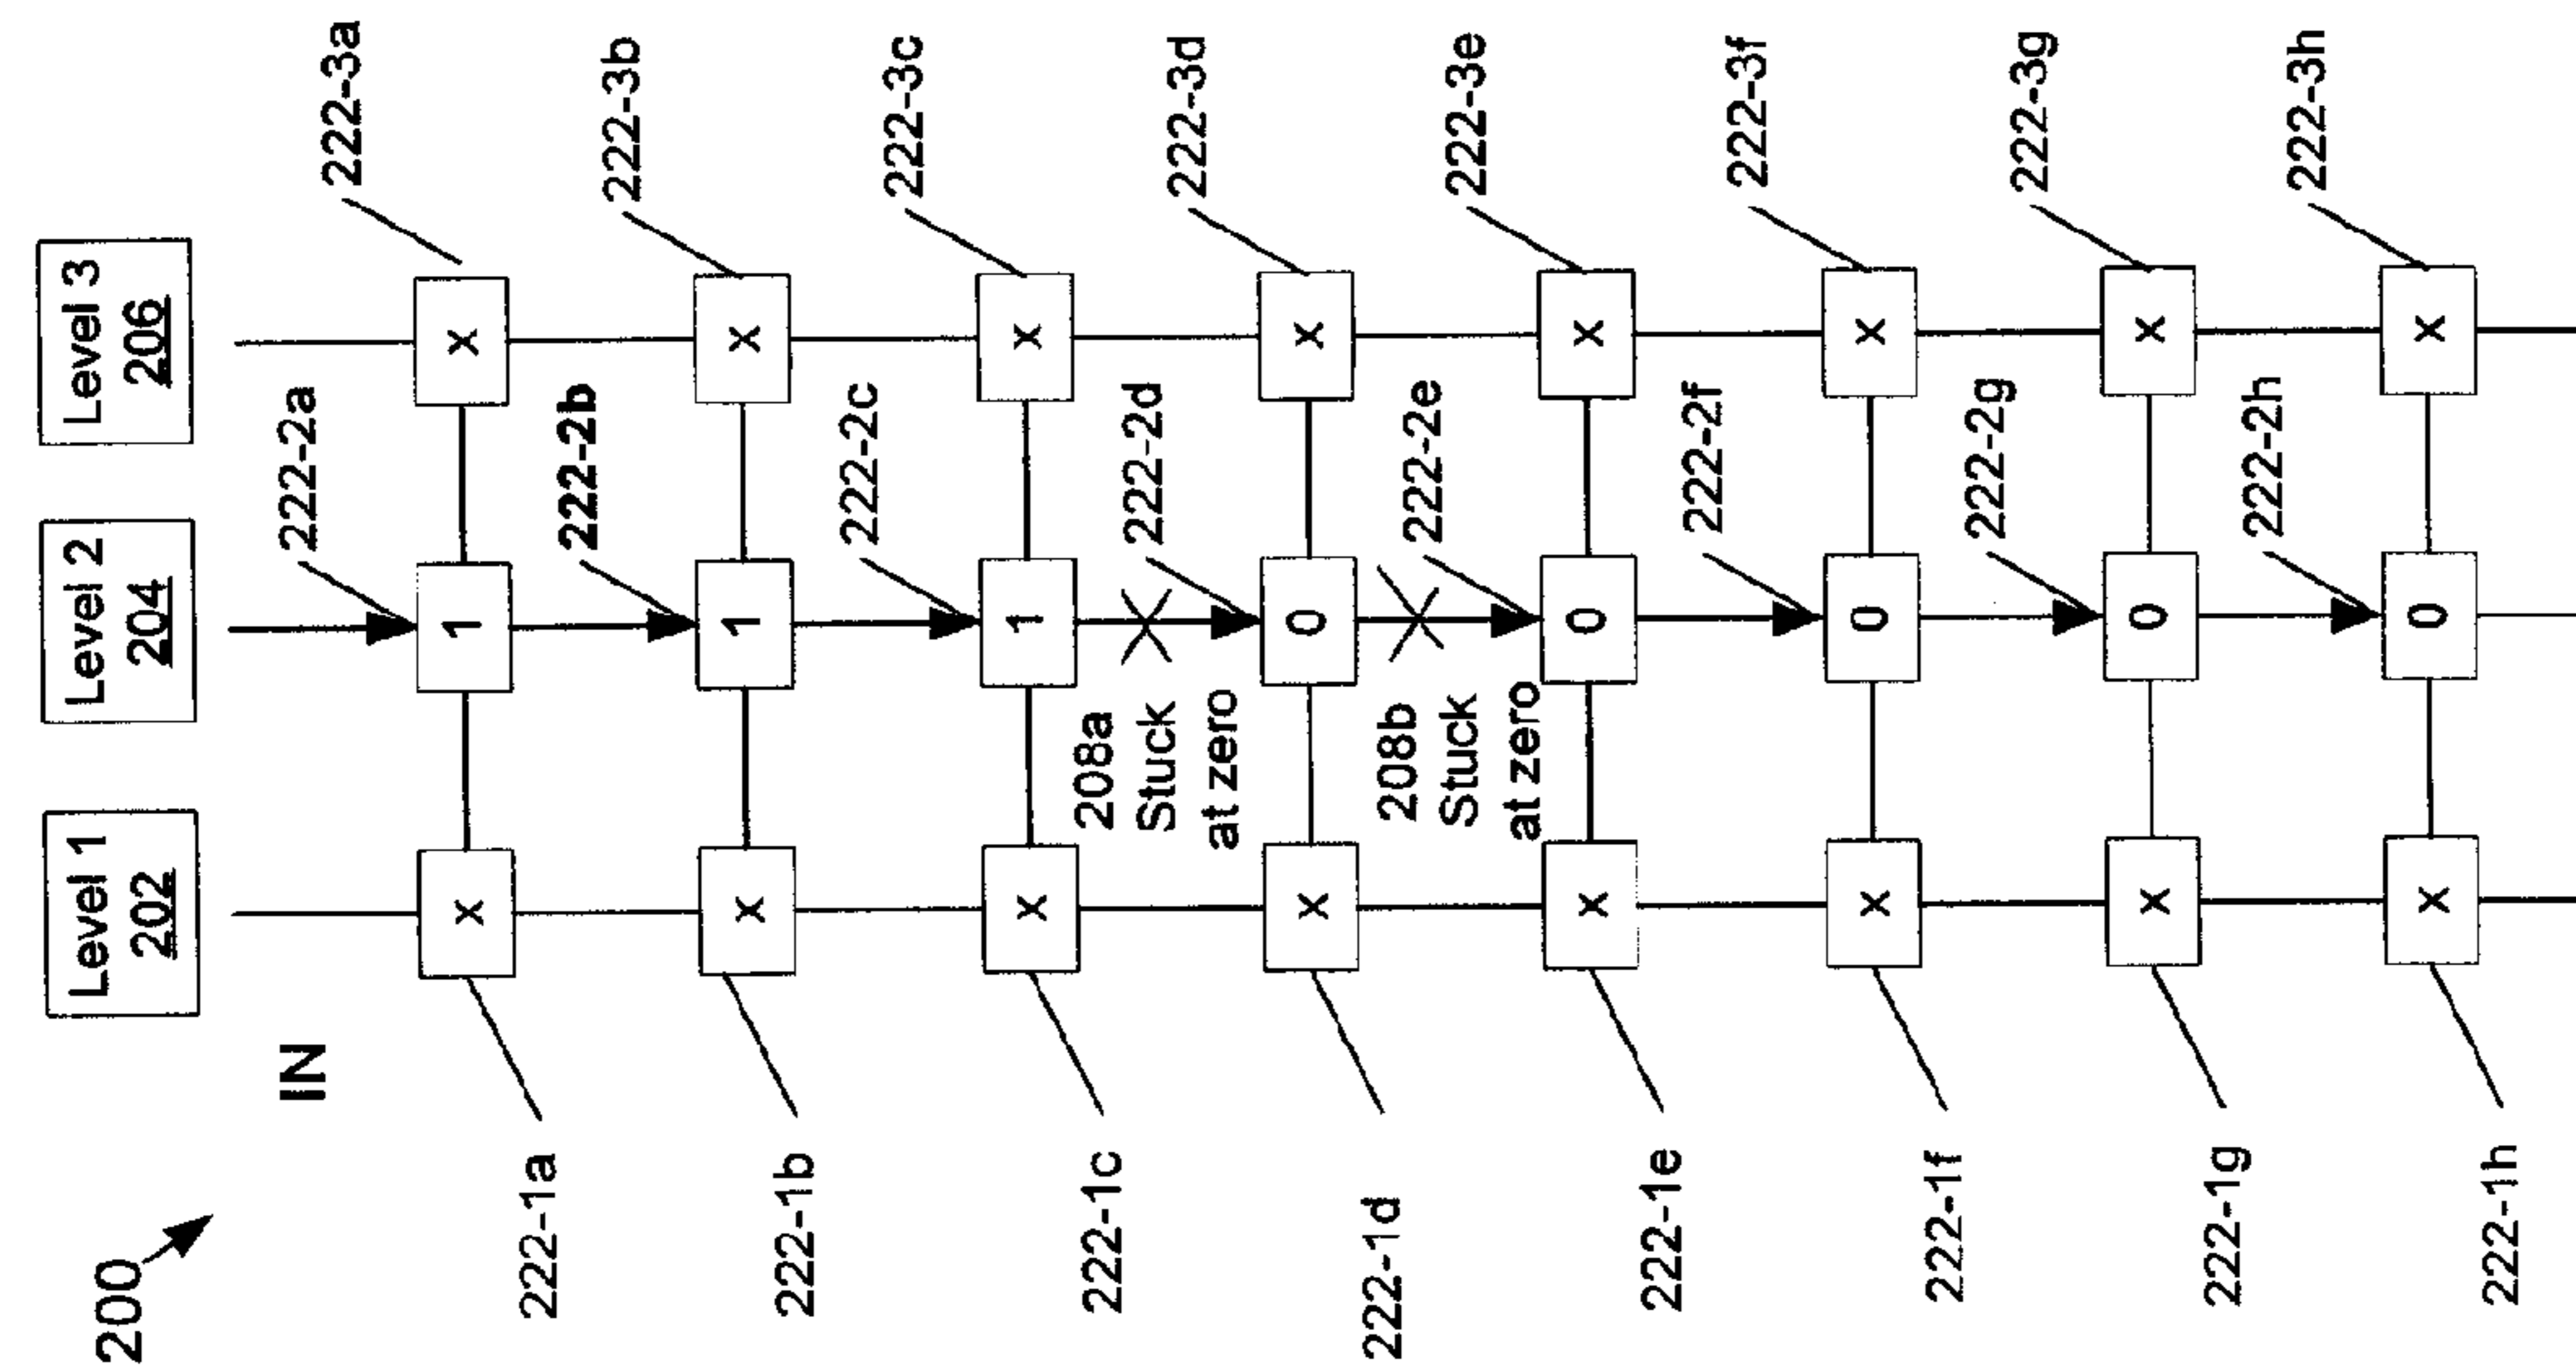 200
IN
Level 1
202
Level 2
204
Level 3
206
222-1a
x
1
222-2a
x
222-3a
222-1b
x
1
222-2b
x
222-3b
222-1c
x
1
222-2c
x
222-3c
208a
Stuck
at zero
222-1d
x
0
222-2d
x
222-3d
208b
Stuck
at zero
222-1e
x
0
222-2e
x
222-3e
222-1f
x
0
222-2f
x
222-3f
222-1g
x
0
222-2g
x
222-3g
222-1h
x
0
222-2h
x
222-3h